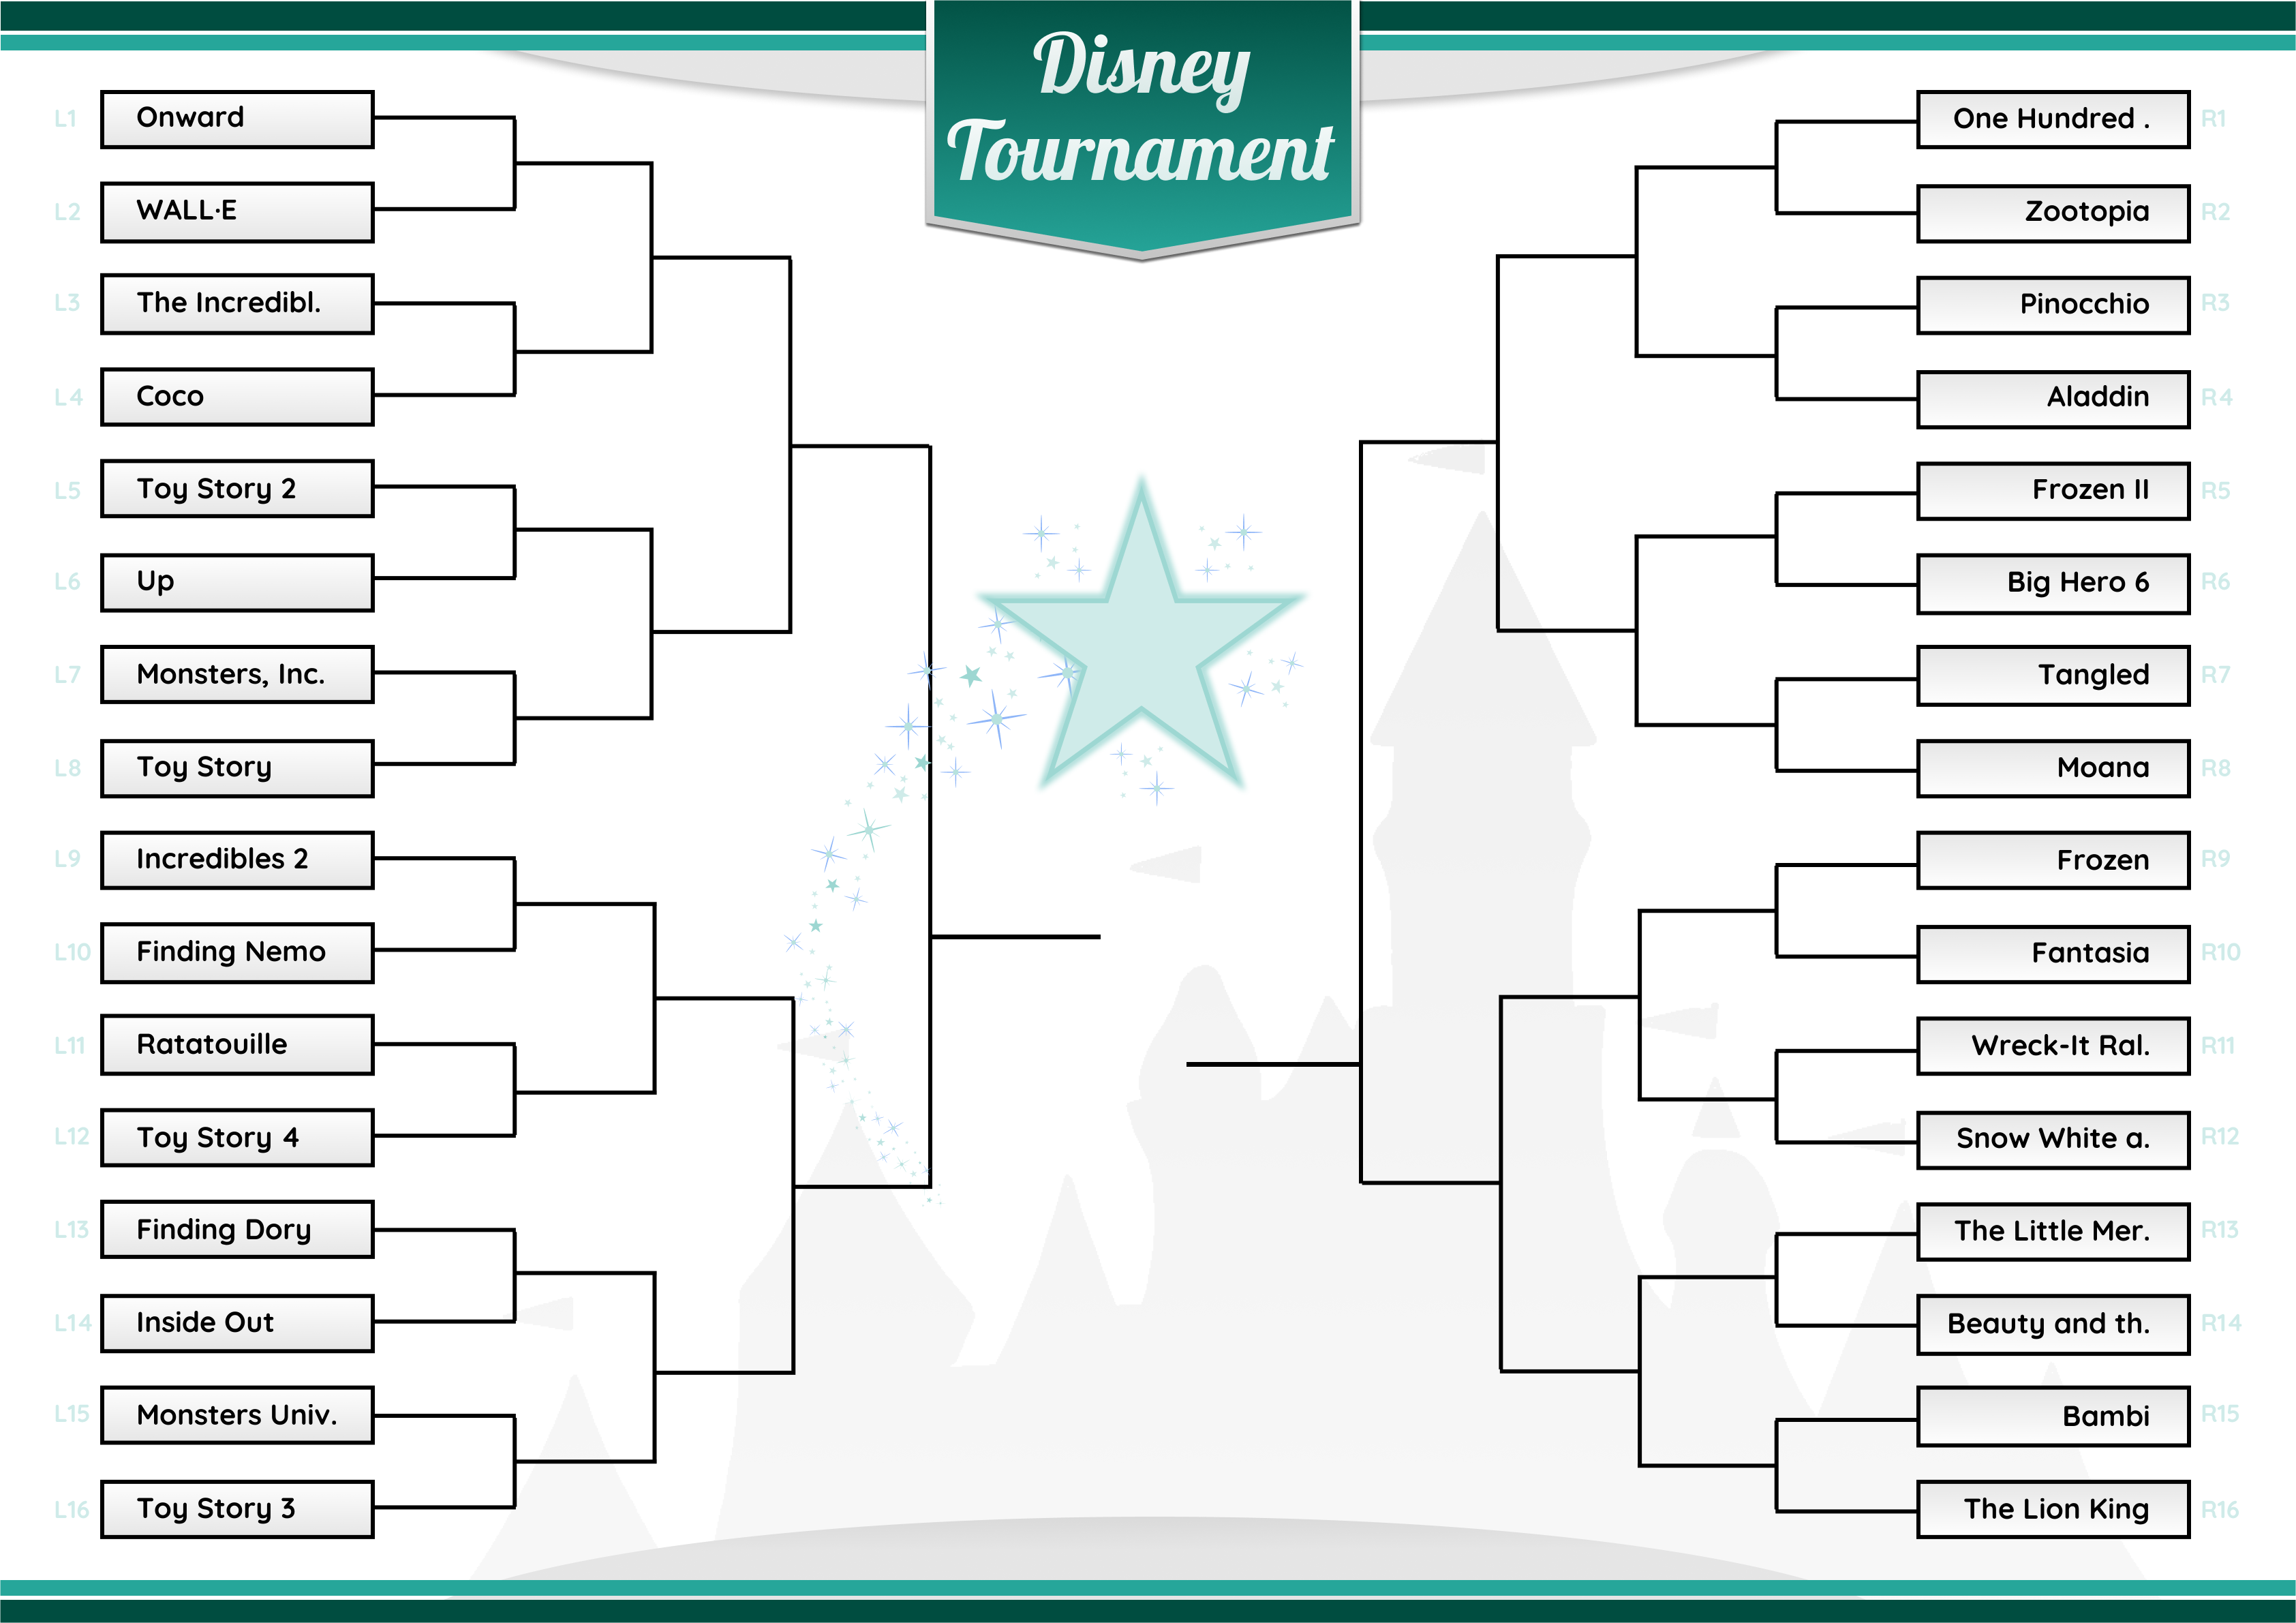 Disney
Tournament
L1 Onward
L2 WALL·E
L3 The Incredibl.
L4 Coco
L5 Toy Story 2
L6 Up
L7 Monsters, Inc.
L8 Toy Story
L9 Incredibles 2
L10 Finding Nemo
L11 Ratatouille
L12 Toy Story 4
L13 Finding Dory
L14 Inside Out
L15 Monsters Univ.
L16 Toy Story 3
One Hundred . R1
Zootopia R2
Pinocchio R3
Aladdin R4
Frozen II R5
Big Hero 6 R6
Tangled R7
Moana R8
Frozen R9
Fantasia R10
Wreck-It Ral. R11
Snow White a. R12
The Little Mer. R13
Beauty and th. R14
Bambi R15
The Lion King R16